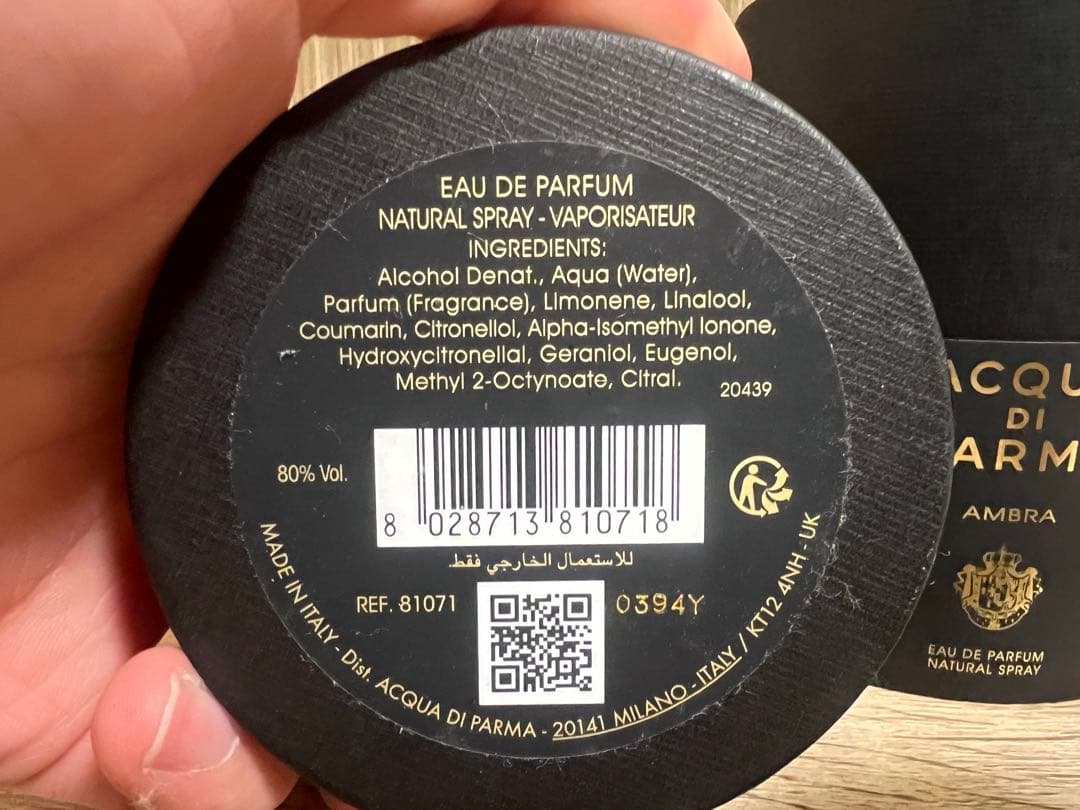 EAU DE PARFUM
NATURAL SPRAY - VAPORISATEUR
INGREDIENTS:
Alcohol Denat., Aqua (Water),
Parfum (Fragrance), Limonene, Linalool,
Coumarin, Citronellol, Alpha-Isomethyl Ionone,
Hydroxycitronellal, Geraniol, Eugenol,
Methyl 2-Octynoate, Citral.
20439
80% Vol.
8 028713 810718
للاستعمال الخارجي فقط.
REF. 81071
0394Y
MADE IN ITALY - Dist. ACQUA DI PARMA - 20141 MILANO - ITALY / KT12 4NH - UK
ACQU
DI
ARM
AMBRA
EAU DE PARFUM
NATURAL SPRAY